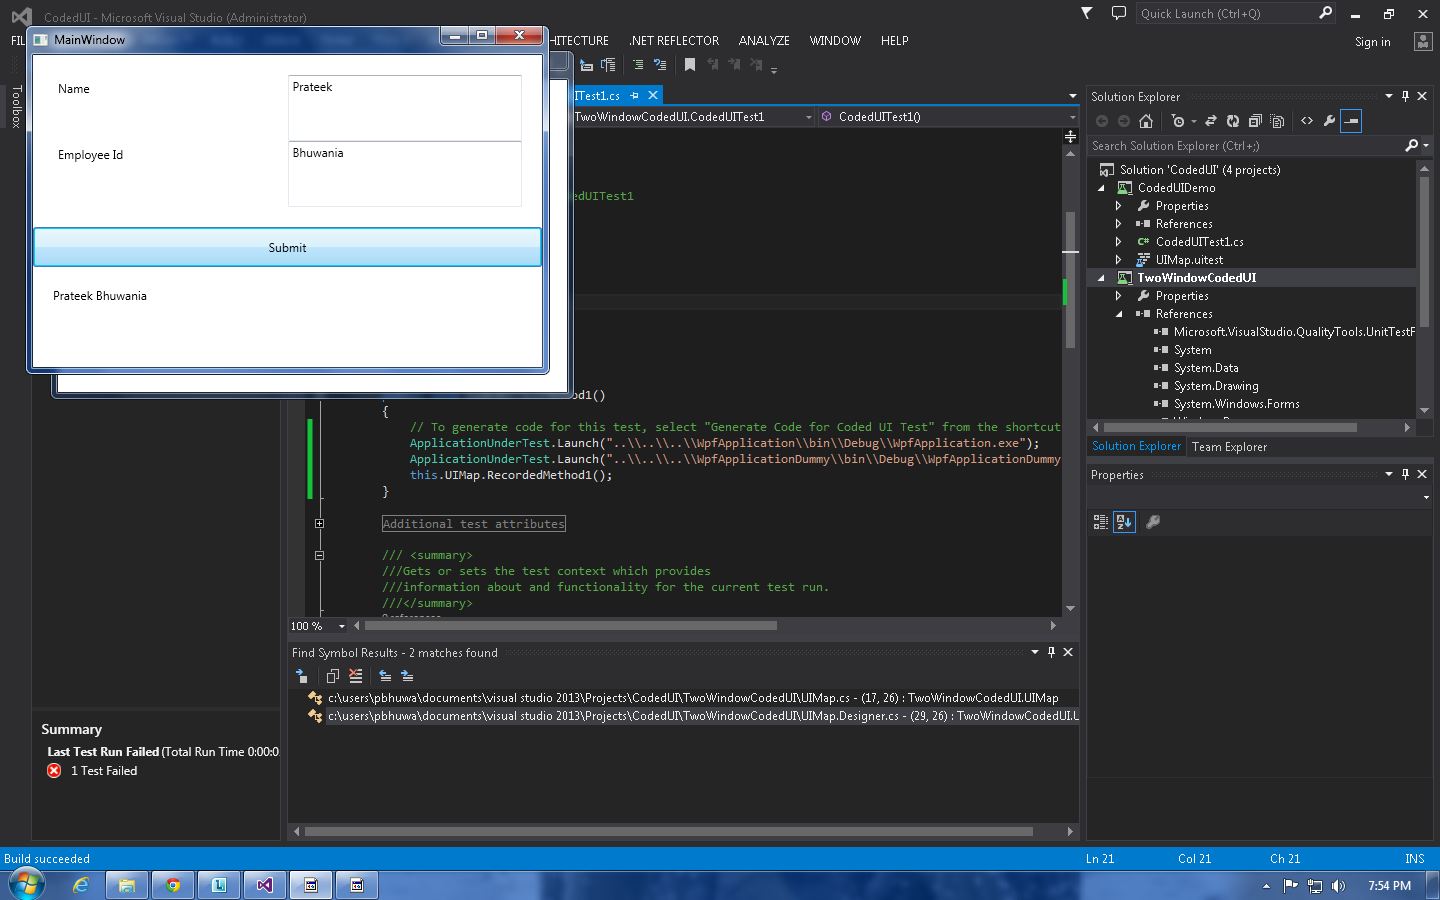 CodedUI - Microsoft Visual Studio (Administrator)
Quick Launch (Ctrl+Q)
HITECTURE .NET REFLECTOR ANALYZE WINDOW HELP
Sign in
MainWindow
Name
Prateek
Employee Id
Bhuwania
Submit
Prateek Bhuwania
Toolbox
ITest1.cs
TwoWindowCodedUI.CodedUITest1
CodedUITest1()
edUITest1
od1()
{
// To generate code for this test, select "Generate Code for Coded UI Test" from the shortcut
ApplicationUnderTest.Launch("..\\..\\..\\WpfApplication\\bin\\Debug\\WpfApplication.exe");
ApplicationUnderTest.Launch("..\\..\\..\\WpfApplicationDummy\\bin\\Debug\\WpfApplicationDummy
this.UIMap.RecordedMethod1();
}
Additional test attributes
/// <summary>
///Gets or sets the test context which provides
///information about and functionality for the current test run.
///</summary>
100 %
Find Symbol Results - 2 matches found
c:\users\pbhuwa\documents\visual studio 2013\Projects\CodedUI\TwoWindowCodedUI\UIMap.cs - (17, 26) : TwoWindowCodedUI.UIMap
c:\users\pbhuwa\documents\visual studio 2013\Projects\CodedUI\TwoWindowCodedUI\UIMap.Designer.cs - (29, 26) : TwoWindowCodedUI.U
Summary
Last Test Run Failed (Total Run Time 0:00:0
1 Test Failed
Solution Explorer
Search Solution Explorer (Ctrl+;)
Solution 'CodedUI' (4 projects)
CodedUIDemo
Properties
References
CodedUITest1.cs
UIMap.uitest
TwoWindowCodedUI
Properties
References
Microsoft.VisualStudio.QualityTools.UnitTestF
System
System.Data
System.Drawing
System.Windows.Forms
Solution Explorer Team Explorer
Properties
Build succeeded
Ln 21 Col 21 Ch 21 INS
7:54 PM